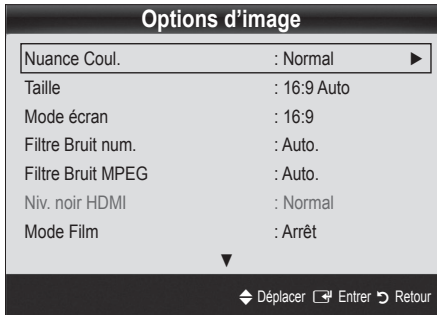 Options d'image
Nuance Coul. : Normal ►
Taille : 16:9 Auto
Mode écran : 16:9
Filtre Bruit num. : Auto.
Filtre Bruit MPEG : Auto.
Niv. noir HDMI : Normal
Mode Film : Arrêt
▼
Déplacer Entrer Retour